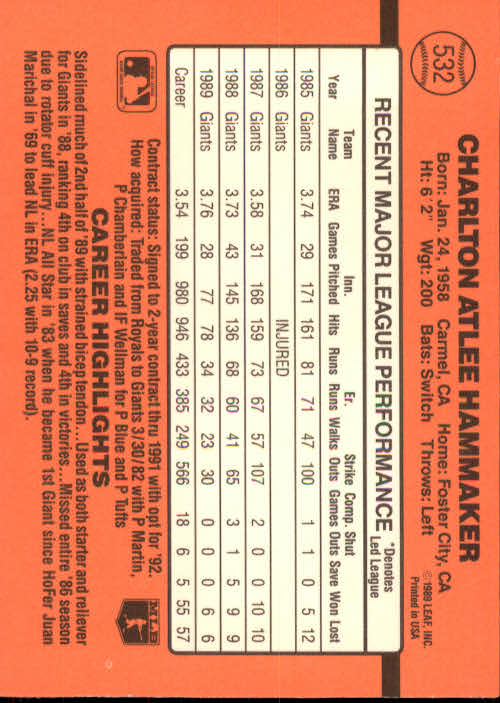 532
CHARLTON ATLEE HAMMAKER
Born: Jan. 24, 1958 Carmel, CA Home: Foster City, CA
Ht: 6' 2" Wgt: 200 Bats: Switch Throws: Left
©1989 LEAF, INC.
Printed in USA
RECENT MAJOR LEAGUE PERFORMANCE
*Denotes
Led League
Team Inn. Er. Strike Comp. Shut
Year Name ERA Games Pitched Hits Runs Runs Walks Outs Games Outs Save Won Lost
1985 Giants 3.74 29 171 161 81 71 47 100 1 1 0 5 12
1986 Giants INJURED
1987 Giants 3.58 31 168 159 73 67 57 107 2 0 0 10 10
1988 Giants 3.73 43 145 136 68 60 41 65 3 1 5 9 9
1989 Giants 3.76 28 77 78 34 32 23 30 0 0 0 6 6
Career 3.54 199 980 946 433 385 249 566 18 6 5 55 57
Contract status: Signed to 2-year contract thru 1991 with opt for '92.
How acquired: Traded from Royals to Giants 3/30/82 with P Martin,
P Chamberlain and IF Wellman for P Blue and P Tufts
MLB
CAREER HIGHLIGHTS
Sidelined much of 2nd half of '89 with strained bicep tendon...Used as both starter and reliever
for Giants in '88, ranking 4th on club in saves and 4th in victories...Missed entire '86 season
due to rotator cuff injury...NL All Star in '83 when he became 1st Giant since HoFer Juan
Marichal in '69 to lead NL in ERA (2.25 with 10-9 record).